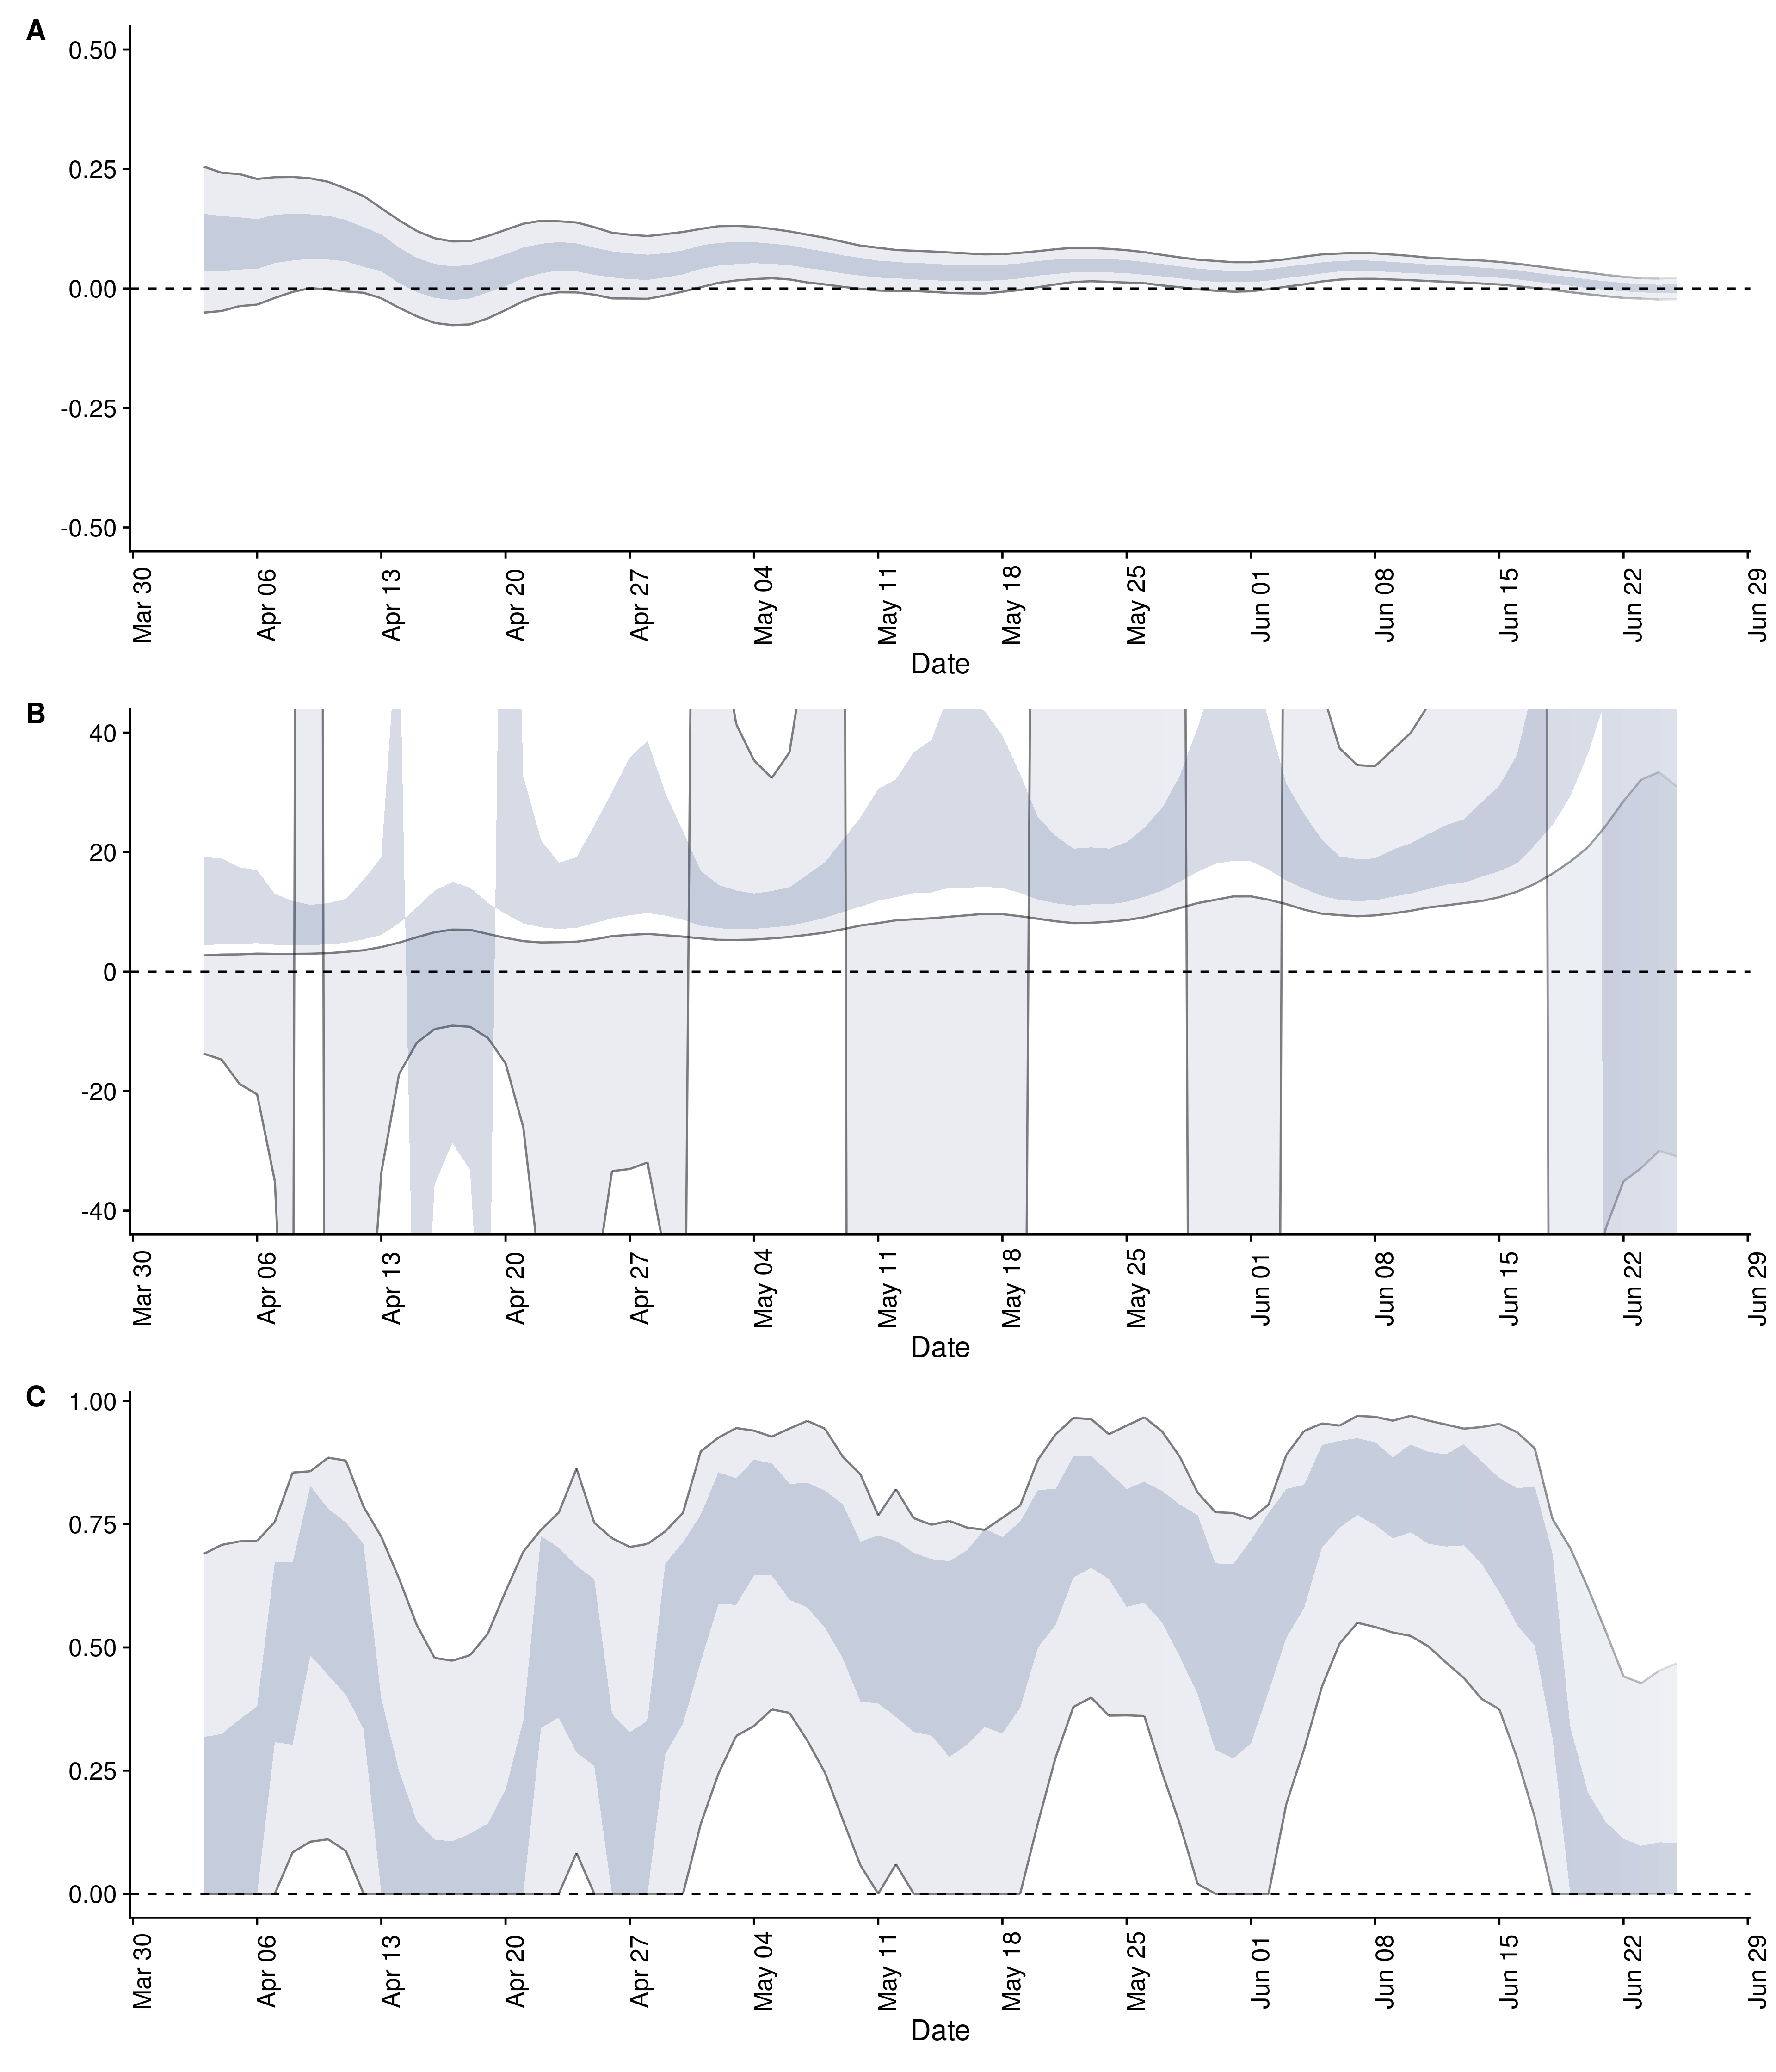 A
0.50
0.25
0.00
-0.25
-0.50
Mar 30
Apr 06
Apr 13
Apr 20
Apr 27
May 04
May 11
May 18
May 25
Jun 01
Jun 08
Jun 15
Jun 22
Jun 29
Date
B
40
20
0
-20
-40
Mar 30
Apr 06
Apr 13
Apr 20
Apr 27
May 04
May 11
May 18
May 25
Jun 01
Jun 08
Jun 15
Jun 22
Jun 29
Date
C
1.00
0.75
0.50
0.25
0.00
Mar 30
Apr 06
Apr 13
Apr 20
Apr 27
May 04
May 11
May 18
May 25
Jun 01
Jun 08
Jun 15
Jun 22
Jun 29
Date